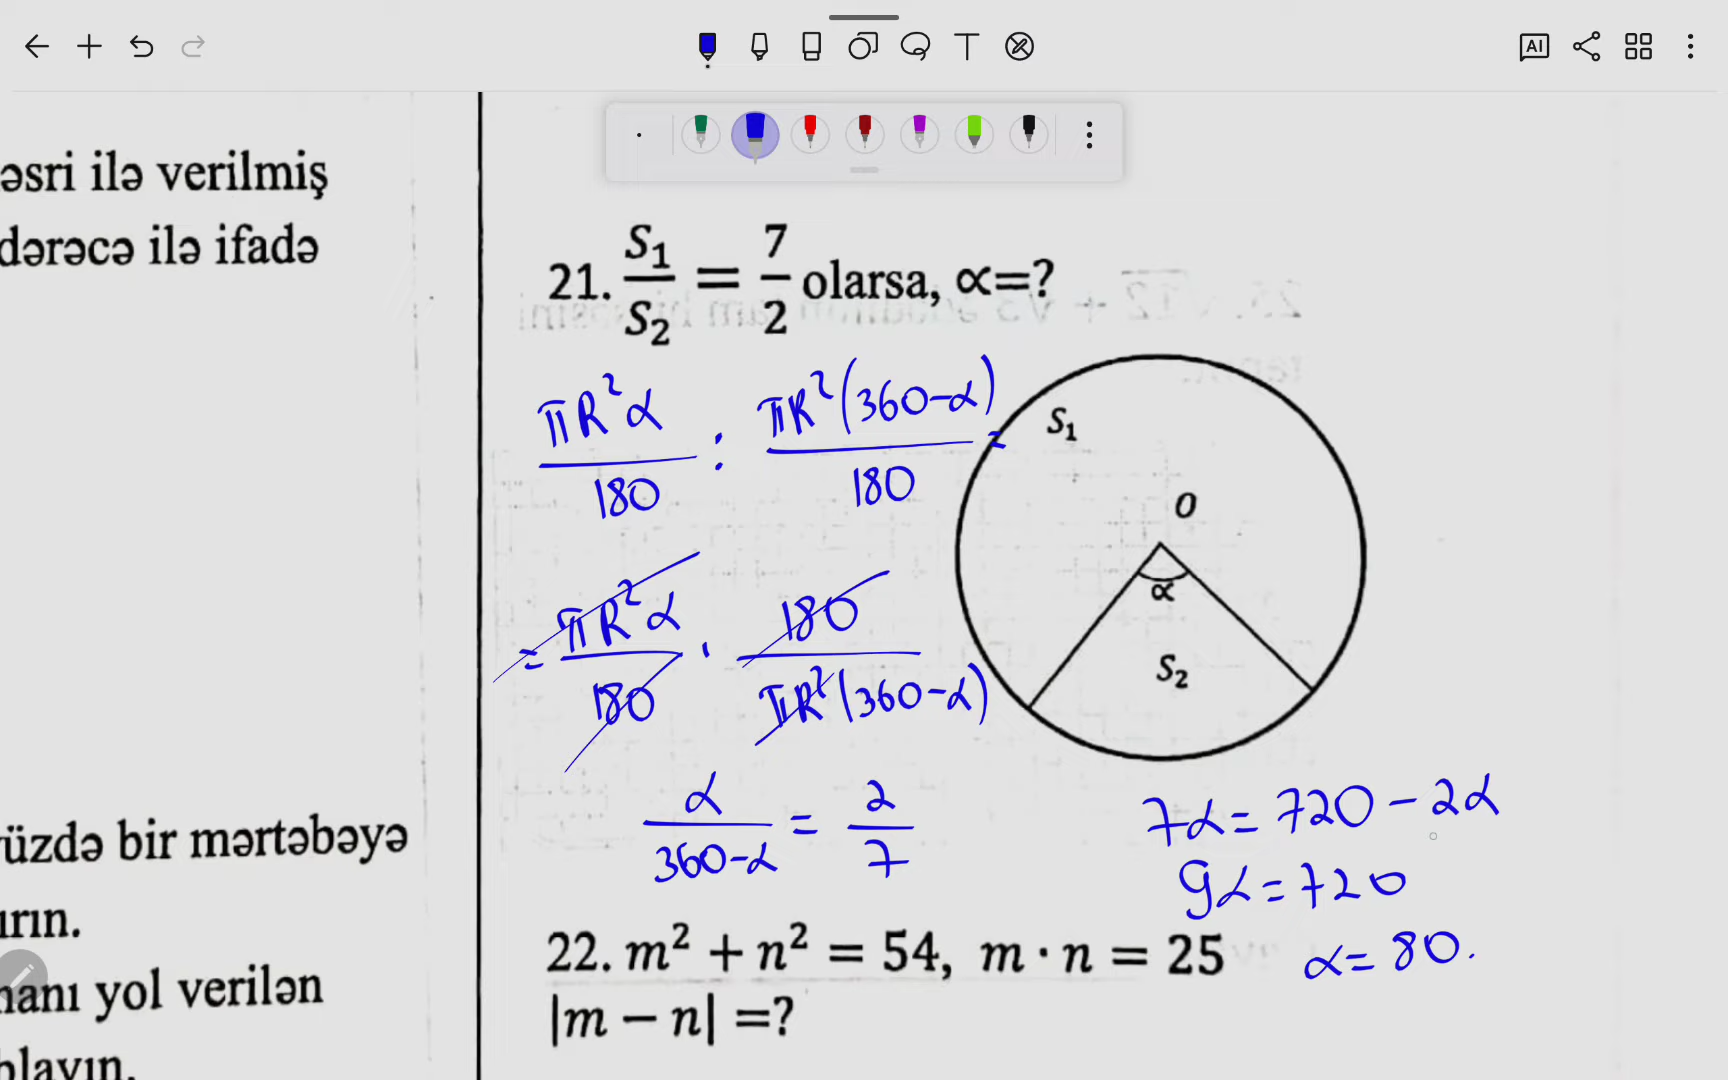 AI
T
əsri ilə verilmiş
dərəcə ilə ifadə
üzdə bir mərtəbəyə
ırın.
yol verilən
21. S₁/S₂ = 7/2 olarsa, ∝=?
πR²α/180 : πR²(360-α)/180 =
= πR²α/180 · 180/πR²(360-α)
α/360-α = 2/7
S₁
O
∝
S₂
7α = 720 - 2α
9α = 720
α = 80.
22. m² + n² = 54, m · n = 25
|m − n| =?